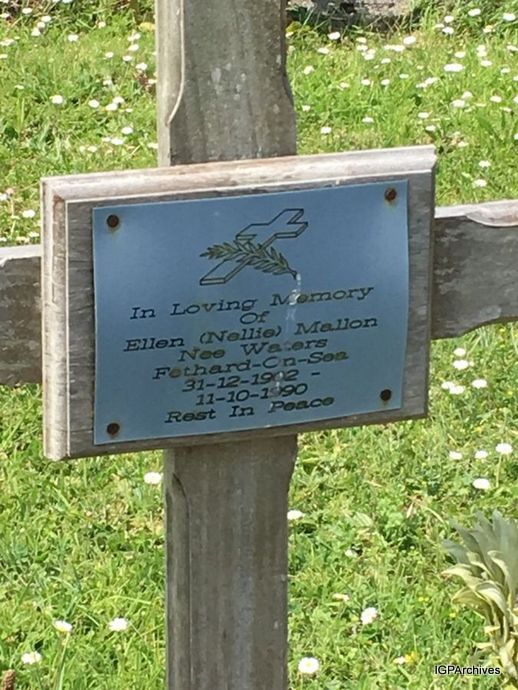 In Loving Memory
Of
Ellen (Nellie) Mallon
Nee Waters
Fethard-On-Sea
31-12-1902 -
11-10-1990
Rest In Peace
IGPArchives